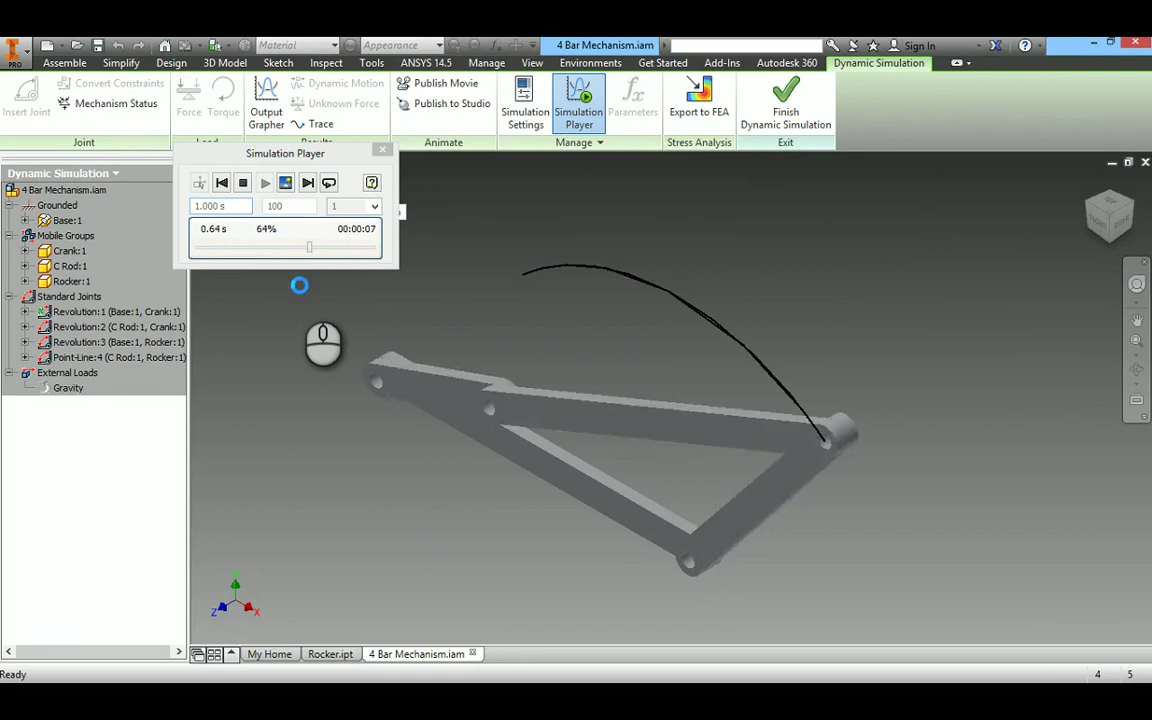 Material
Appearance
4 Bar Mechanism.iam
Sign In
PRO
Assemble
Simplify
Design
3D Model
Sketch
Inspect
Tools
ANSYS 14.5
Manage
View
Environments
Get Started
Add-Ins
Autodesk 360
Dynamic Simulation
Insert Joint
Convert Constraints
Mechanism Status
Force
Torque
Output Grapher
Dynamic Motion
Unknown Force
Trace
Publish Movie
Publish to Studio
Simulation Settings
Simulation Player
Parameters
Export to FEA
Finish Dynamic Simulation
Joint
Animate
Manage
Stress Analysis
Exit
Simulation Player
1.000 s
100
1
0.64 s
64%
00:00:07
Dynamic Simulation
4 Bar Mechanism.iam
Grounded
Base:1
Mobile Groups
Crank:1
C Rod:1
Rocker:1
Standard Joints
Revolution:1 (Base:1, Crank:1)
Revolution:2 (C Rod:1, Crank:1)
Revolution:3 (Base:1, Rocker:1)
Point-Line:4 (C Rod:1, Rocker:1)
External Loads
Gravity
FRONT
RIGHT
Z
X
My Home
Rocker.ipt
4 Bar Mechanism.iam
Ready
4
5